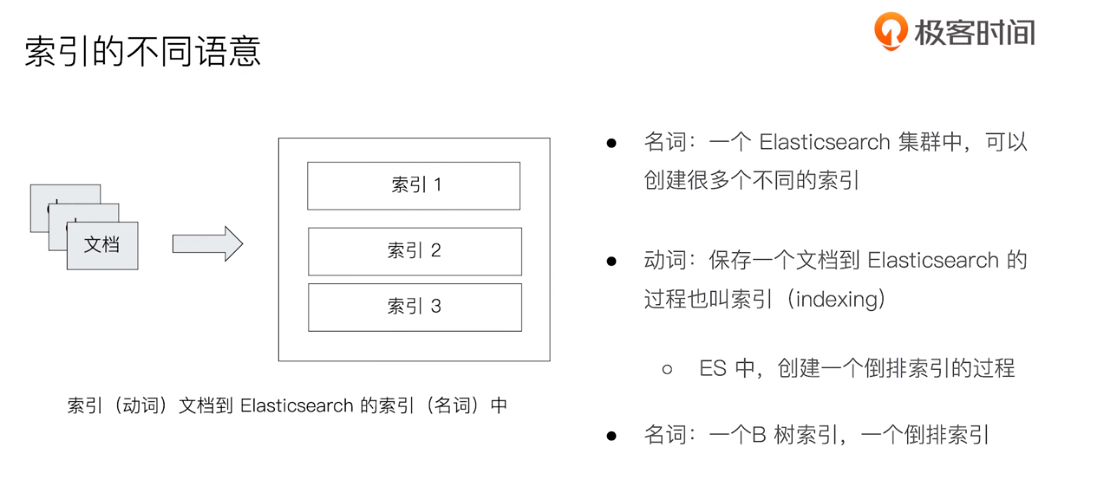 索引的不同语意
极客时间
文档
索引 1
索引 2
索引 3
索引（动词）文档到 Elasticsearch 的索引（名词）中
● 名词：一个 Elasticsearch 集群中，可以
创建很多个不同的索引
● 动词：保存一个文档到 Elasticsearch 的
过程也叫索引（indexing）
○ ES 中，创建一个倒排索引的过程
● 名词：一个B 树索引，一个倒排索引